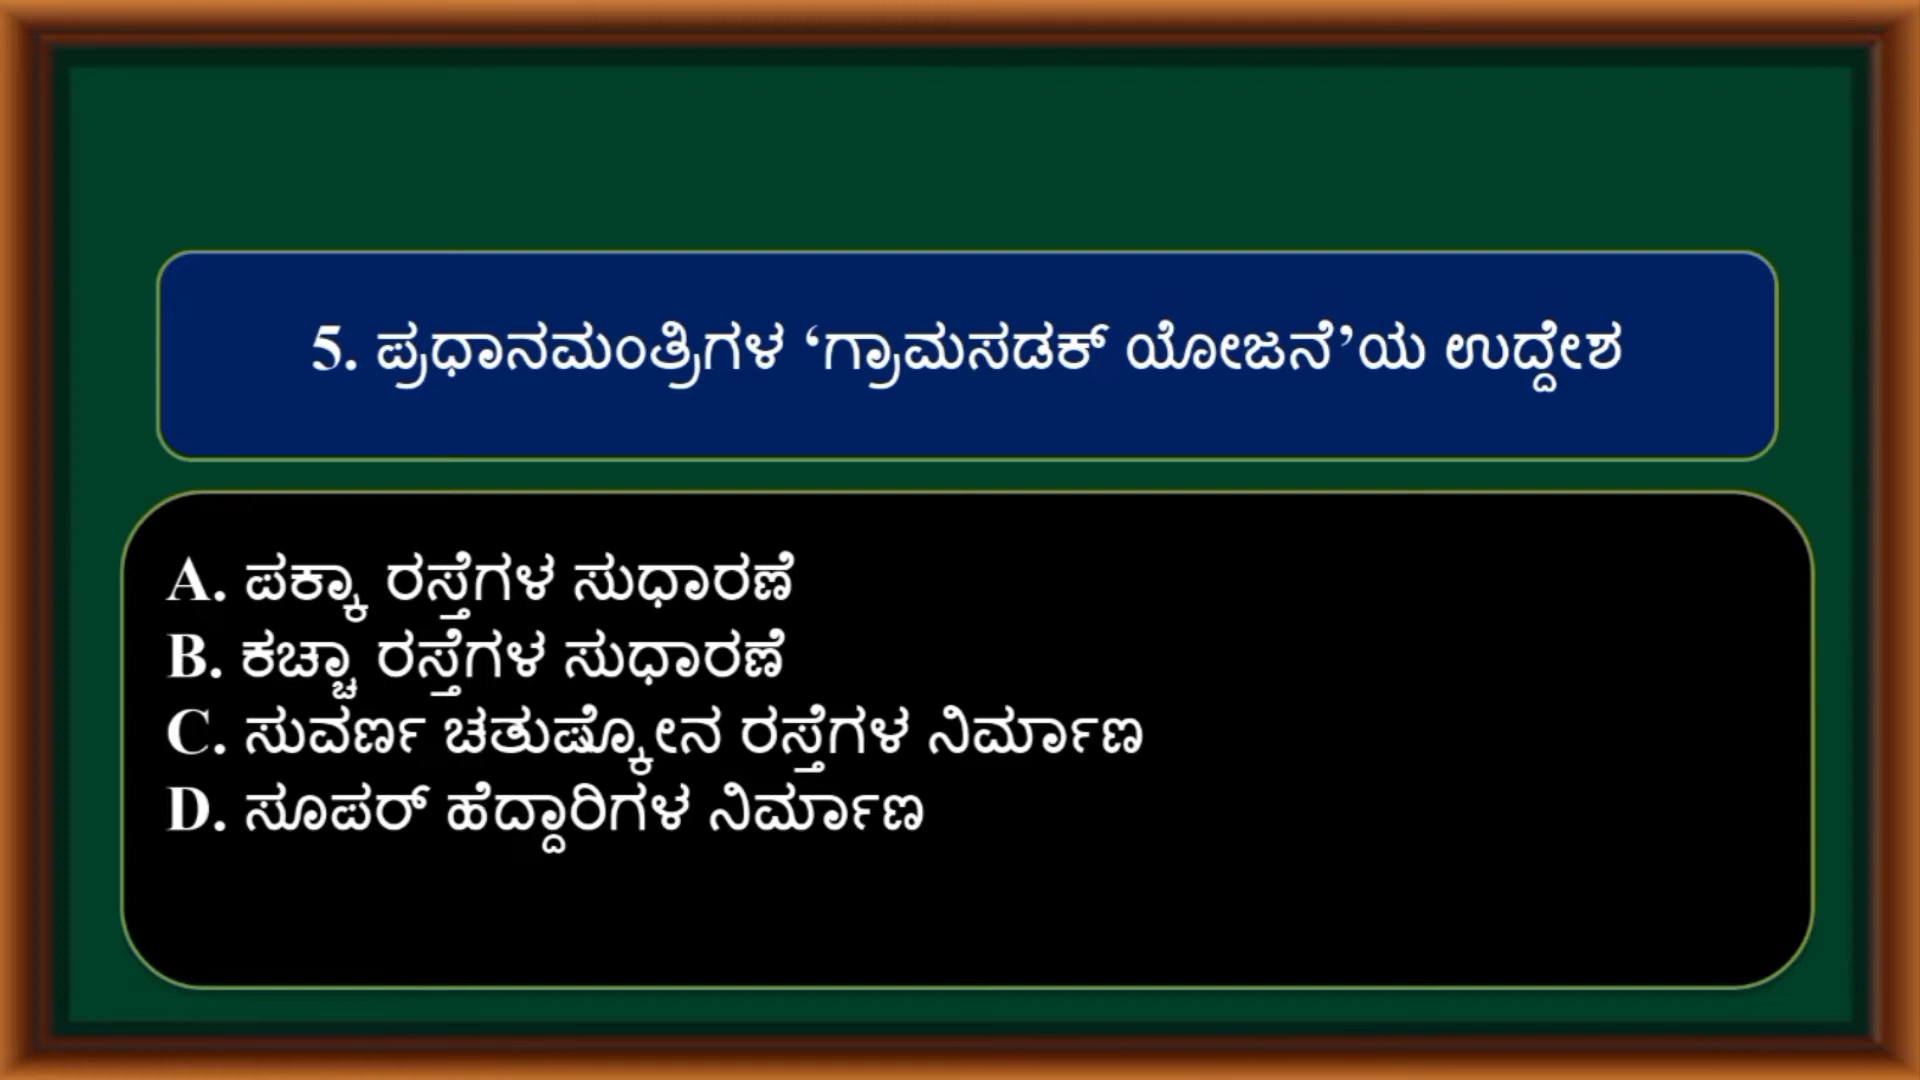 5. ಪ್ರಧಾನಮಂತ್ರಿಗಳ ‘ಗ್ರಾಮಸಡಕ್ ಯೋಜನೆ’ಯ ಉದ್ದೇಶ
A. ಪಕ್ಕಾ ರಸ್ತೆಗಳ ಸುಧಾರಣೆ
B. ಕಚ್ಚಾ ರಸ್ತೆಗಳ ಸುಧಾರಣೆ
C. ಸುವರ್ಣ ಚತುಷ್ಕೋನ ರಸ್ತೆಗಳ ನಿರ್ಮಾಣ
D. ಸೂಪರ್ ಹೆದ್ದಾರಿಗಳ ನಿರ್ಮಾಣ